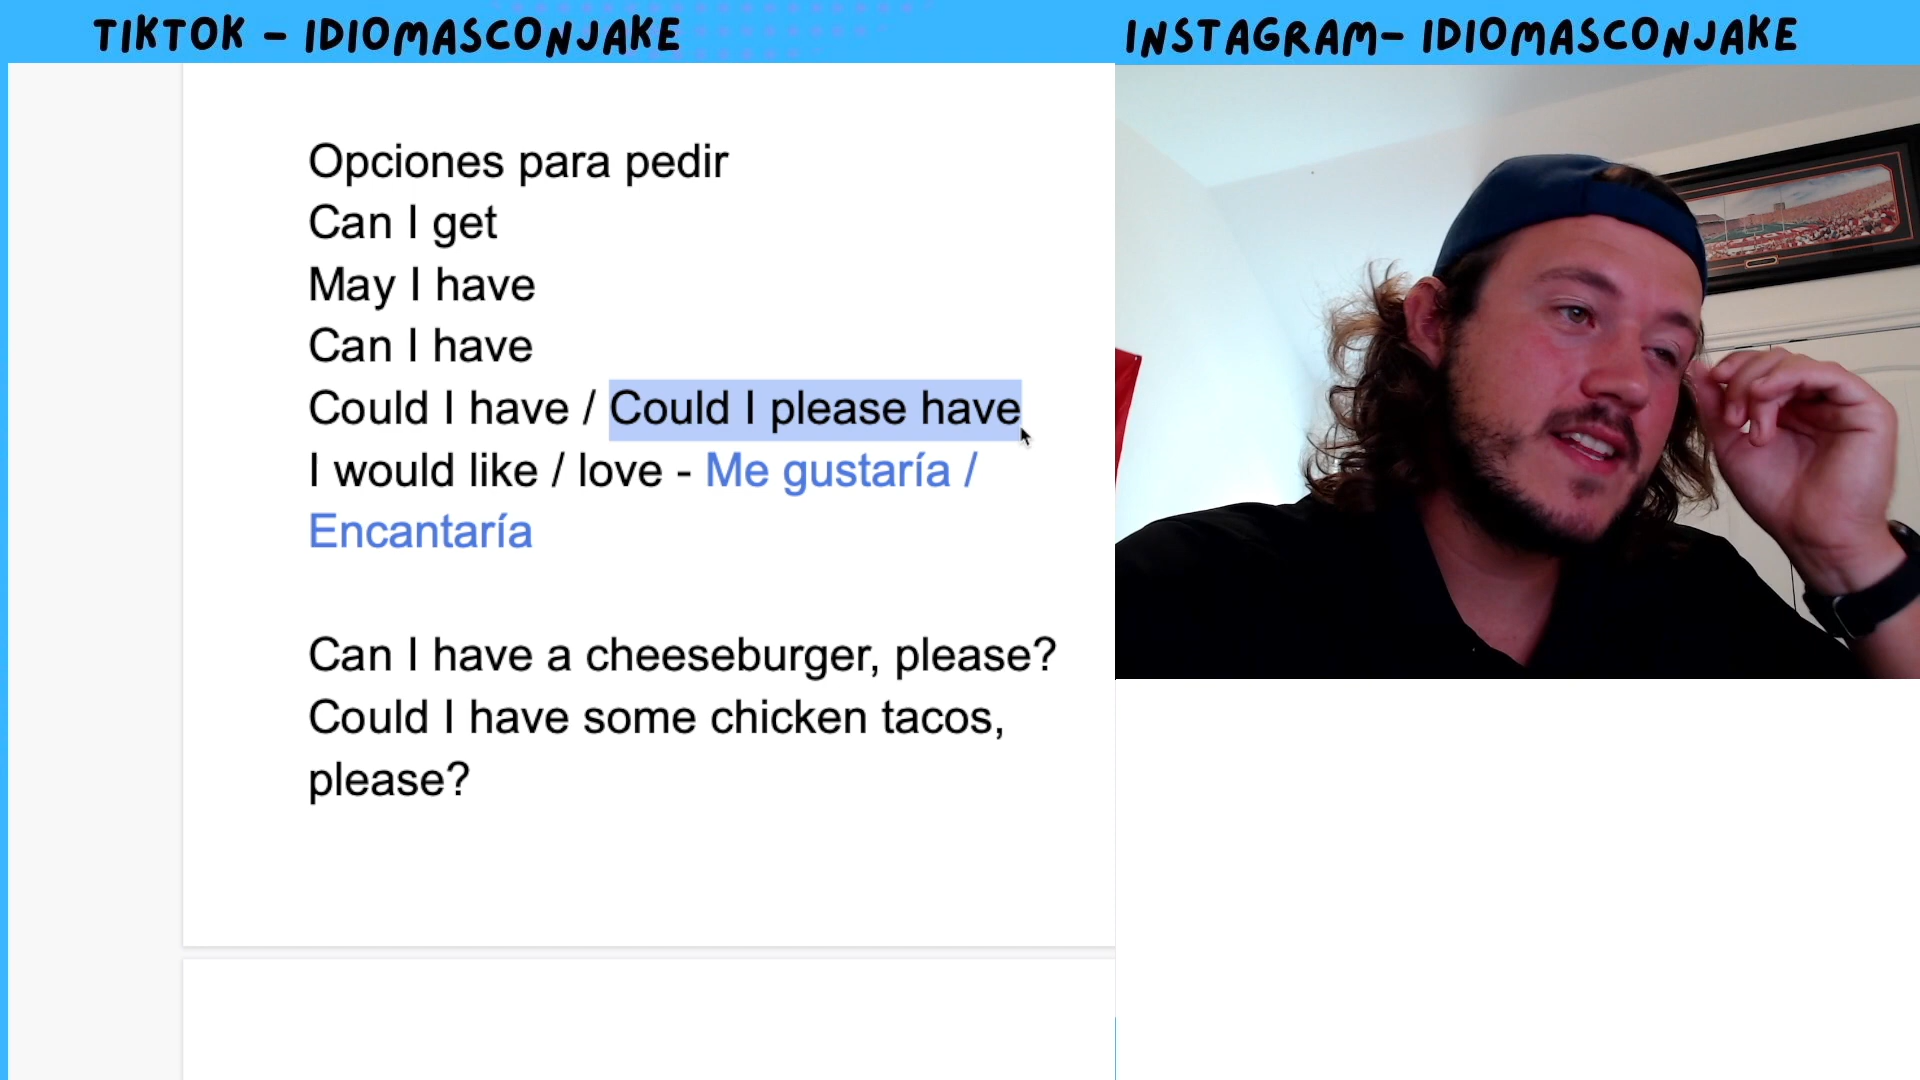 TIKTOK - IDIOMASCONJAKE
INSTAGRAM- IDIOMASCONJAKE
Opciones para pedir
Can I get
May I have
Can I have
Could I have / Could I please have
I would like / love - Me gustaría /
Encantaría
Can I have a cheeseburger, please?
Could I have some chicken tacos,
please?